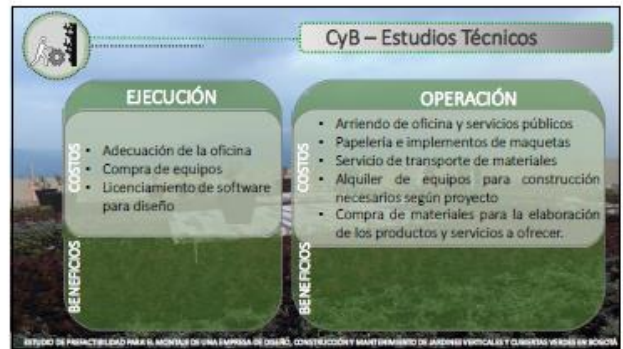 CyB – Estudios Técnicos
EJECUCIÓN
COSTOS
• Adecuación de la oficina
• Compra de equipos
• Licenciamiento de software
para diseño
BENEFICIOS
OPERACIÓN
COSTOS
• Arriendo de oficina y servicios públicos
• Papelería e implementos de maquetas
• Servicio de transporte de materiales
• Alquiler de equipos para construcción
necesarios según proyecto
• Compra de materiales para la elaboración
de los productos y servicios a ofrecer.
BENEFICIOS
ESTUDIO DE PREFACTIBILIDAD PARA EL MONTAJE DE UNA EMPRESA DE DISEÑO, CONSTRUCCIÓN Y MANTENIMIENTO DE JARDINES VERTICALES Y CUBIERTAS VERDES EN BOGOTÁ